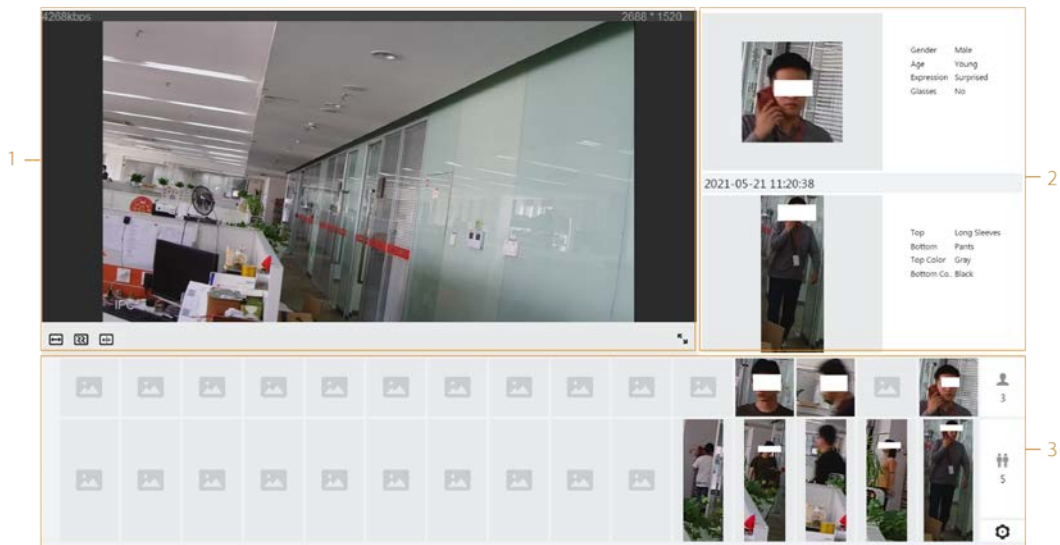 4268kbps
2688 * 1520
IPC
1
Gender Male
Age Young
Expression Surprised
Glasses No
2021-05-21 11:20:38
2
Top Long Sleeves
Bottom Pants
Top Color Gray
Bottom Co.. Black
3
3
5